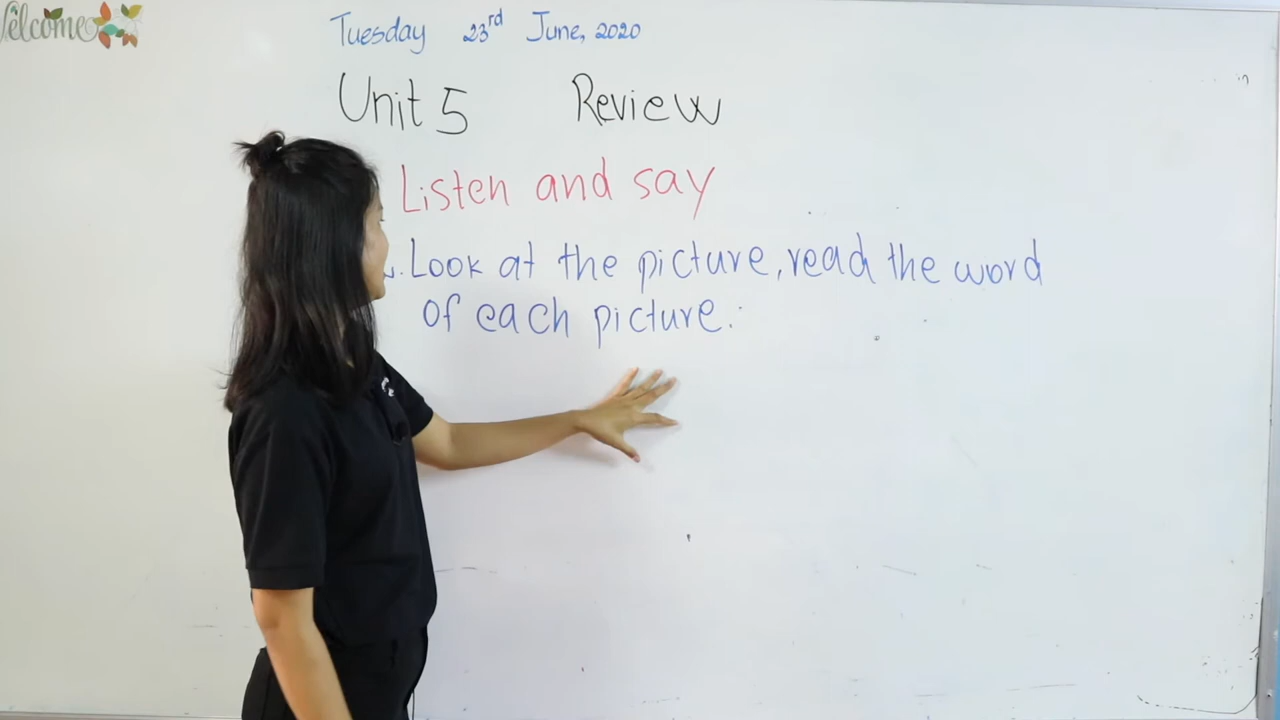 Welcome
Tuesday 23rd June, 2020
Unit 5 Review
Listen and say
Look at the picture, read the word
of each picture.